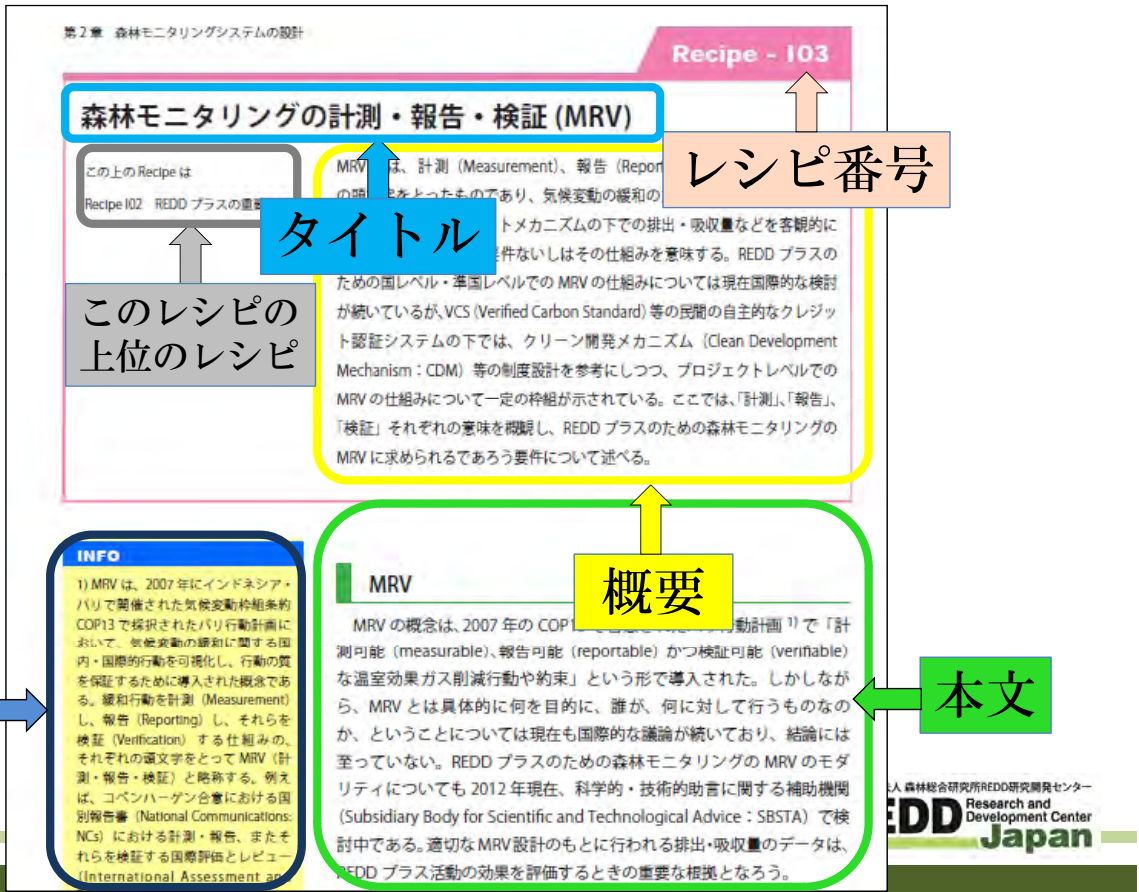 第2章 森林モニタリングシステムの設計
Recipe - I03
森林モニタリングの計測・報告・検証 (MRV)
レシピ番号
この上の Recipe は
Recipe I02 REDD プラスの重
タイトル
このレシピの
上位のレシピ
MRV は、計測 (Measurement)、報告 (Repor
の頭 をとったものであり、気候変動の緩和の
トメカニズムの下での排出・吸収量などを客観的に
件ないしはその仕組みを意味する。REDD プラスの
ための国レベル・準国レベルでの MRV の仕組みについては現在国際的な検討
が続いているが、VCS (Verified Carbon Standard) 等の民間の自主的なクレジッ
ト認証システムの下では、クリーン開発メカニズム (Clean Development
Mechanism:CDM) 等の制度設計を参考にしつつ、プロジェクトレベルでの
MRV の仕組みについて一定の枠組が示されている。ここでは、「計測」、「報告」、
「検証」それぞれの意味を概観し、REDD プラスのための森林モニタリングの
MRV に求められるであろう要件について述べる。
概要
INFO
1) MRV は、2007 年にインドネシア・
バリで開催された気候変動枠組条約
COP13 で採択されたバリ行動計画に
おいて、気候変動の緩和に関する国
内・国際的行動を可視化し、行動の質
を保証するために導入された概念であ
る。緩和行動を計測 (Measurement)
し、報告 (Reporting) し、それらを
検証 (Verification) する仕組みの、
それぞれの頭文字をとって MRV (計
測・報告・検証) と略称する。例え
ば、コペンハーゲン合意における国
別報告書 (National Communications:
NCs) における計測・報告、またそ
れらを検証する国際評価とレビュー
(International Assessment and
MRV
MRV の概念は、2007 年の COP 動計画 1) で「計
測可能 (measurable)、報告可能 (reportable) かつ検証可能 (verifiable)
な温室効果ガス削減行動や約束」という形で導入された。しかしなが
ら、MRV とは具体的に何を目的に、誰が、何に対して行うものなの
か、ということについては現在も国際的な議論が続いており、結論には
至っていない。REDD プラスのための森林モニタリングの MRV のモダ
リティについても 2012 年現在、科学的・技術的助言に関する補助機関
(Subsidiary Body for Scientific and Technological Advice:SBSTA) で検
討中である。適切な MRV 設計のもとに行われる排出・吸収量のデータは、
REDD プラス活動の効果を評価するときの重要な根拠となろう。
本文
人 森林総合研究所REDD研究開発センター
EDD Research and
Development Center
Japan